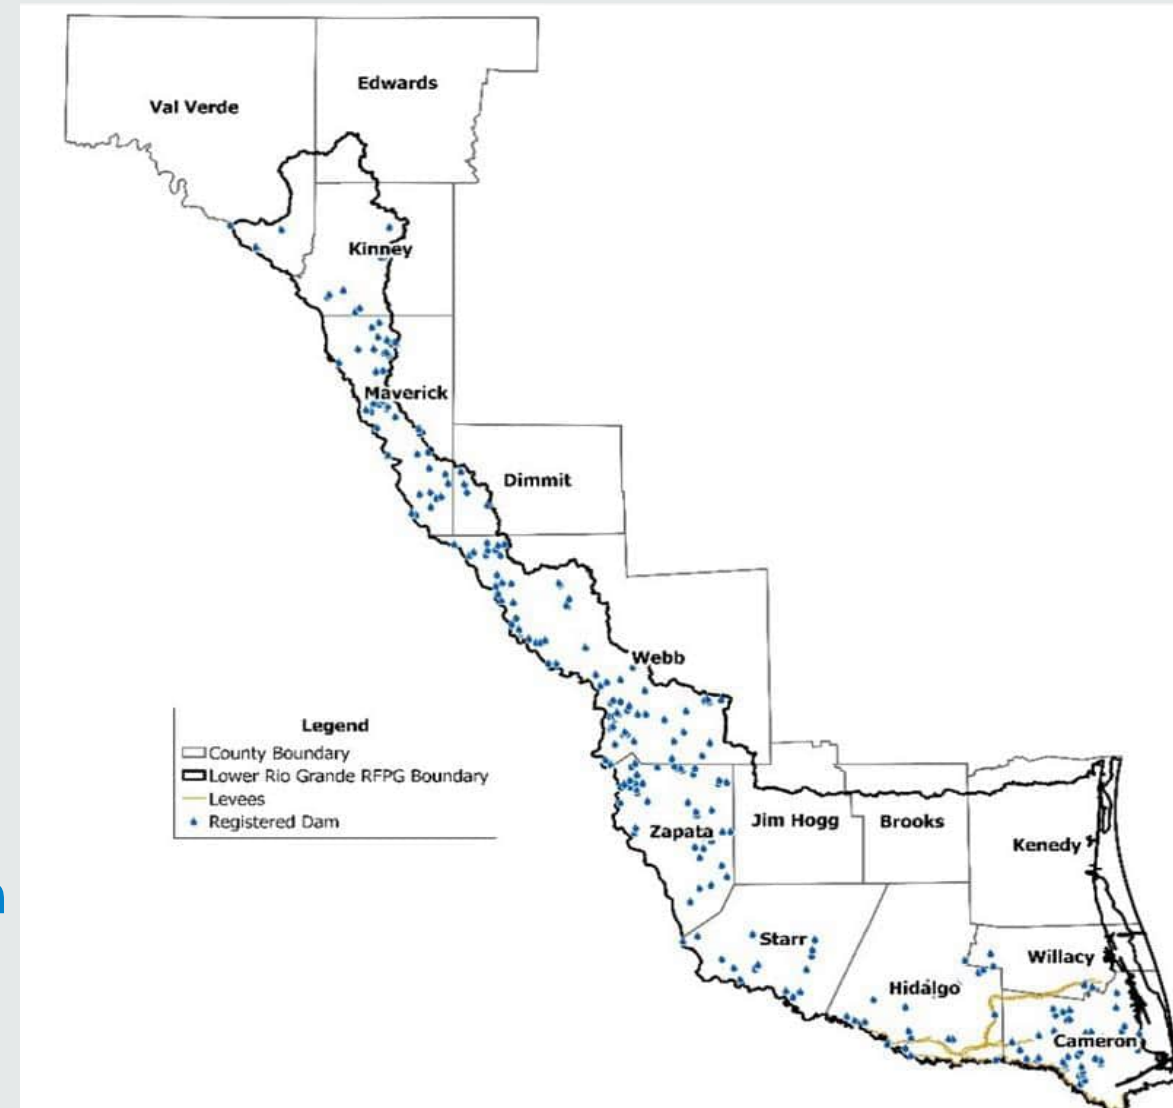 Edwards
Val Verde
Kinney
Maverick
Dimmit
Webb
Legend
County Boundary
Lower Rio Grande RFPG Boundary
Levees
Registered Dam
Zapata
Jim Hogg
Brooks
Kenedy
Starr
Willacy
Hidalgo
Cameron